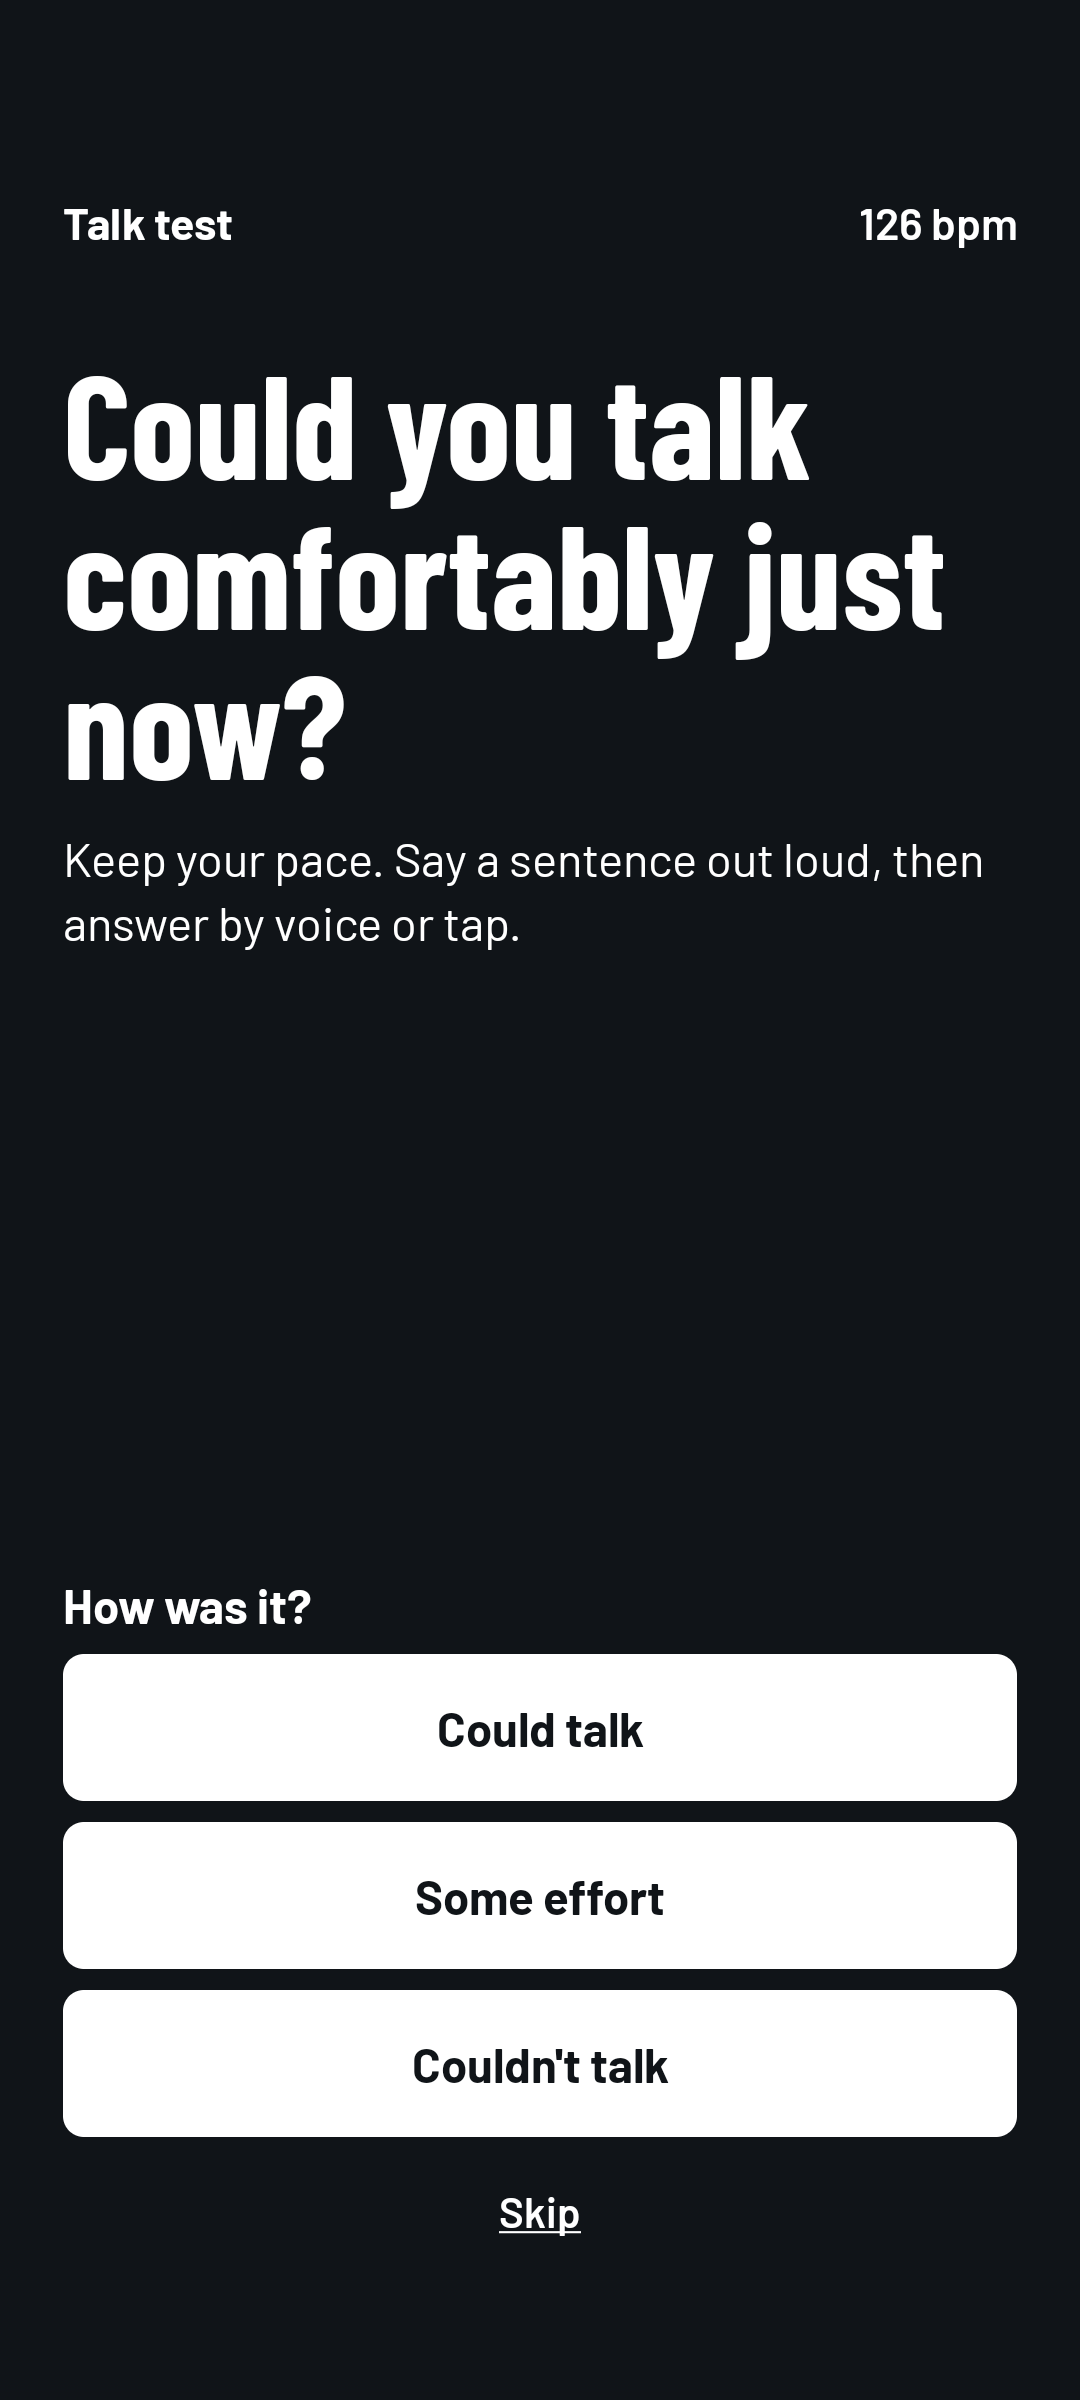 Talk test
126 bpm
Could you talk
comfortably just
now?
Keep your pace. Say a sentence out loud, then
answer by voice or tap.
How was it?
Could talk
Some effort
Couldn't talk
Skip